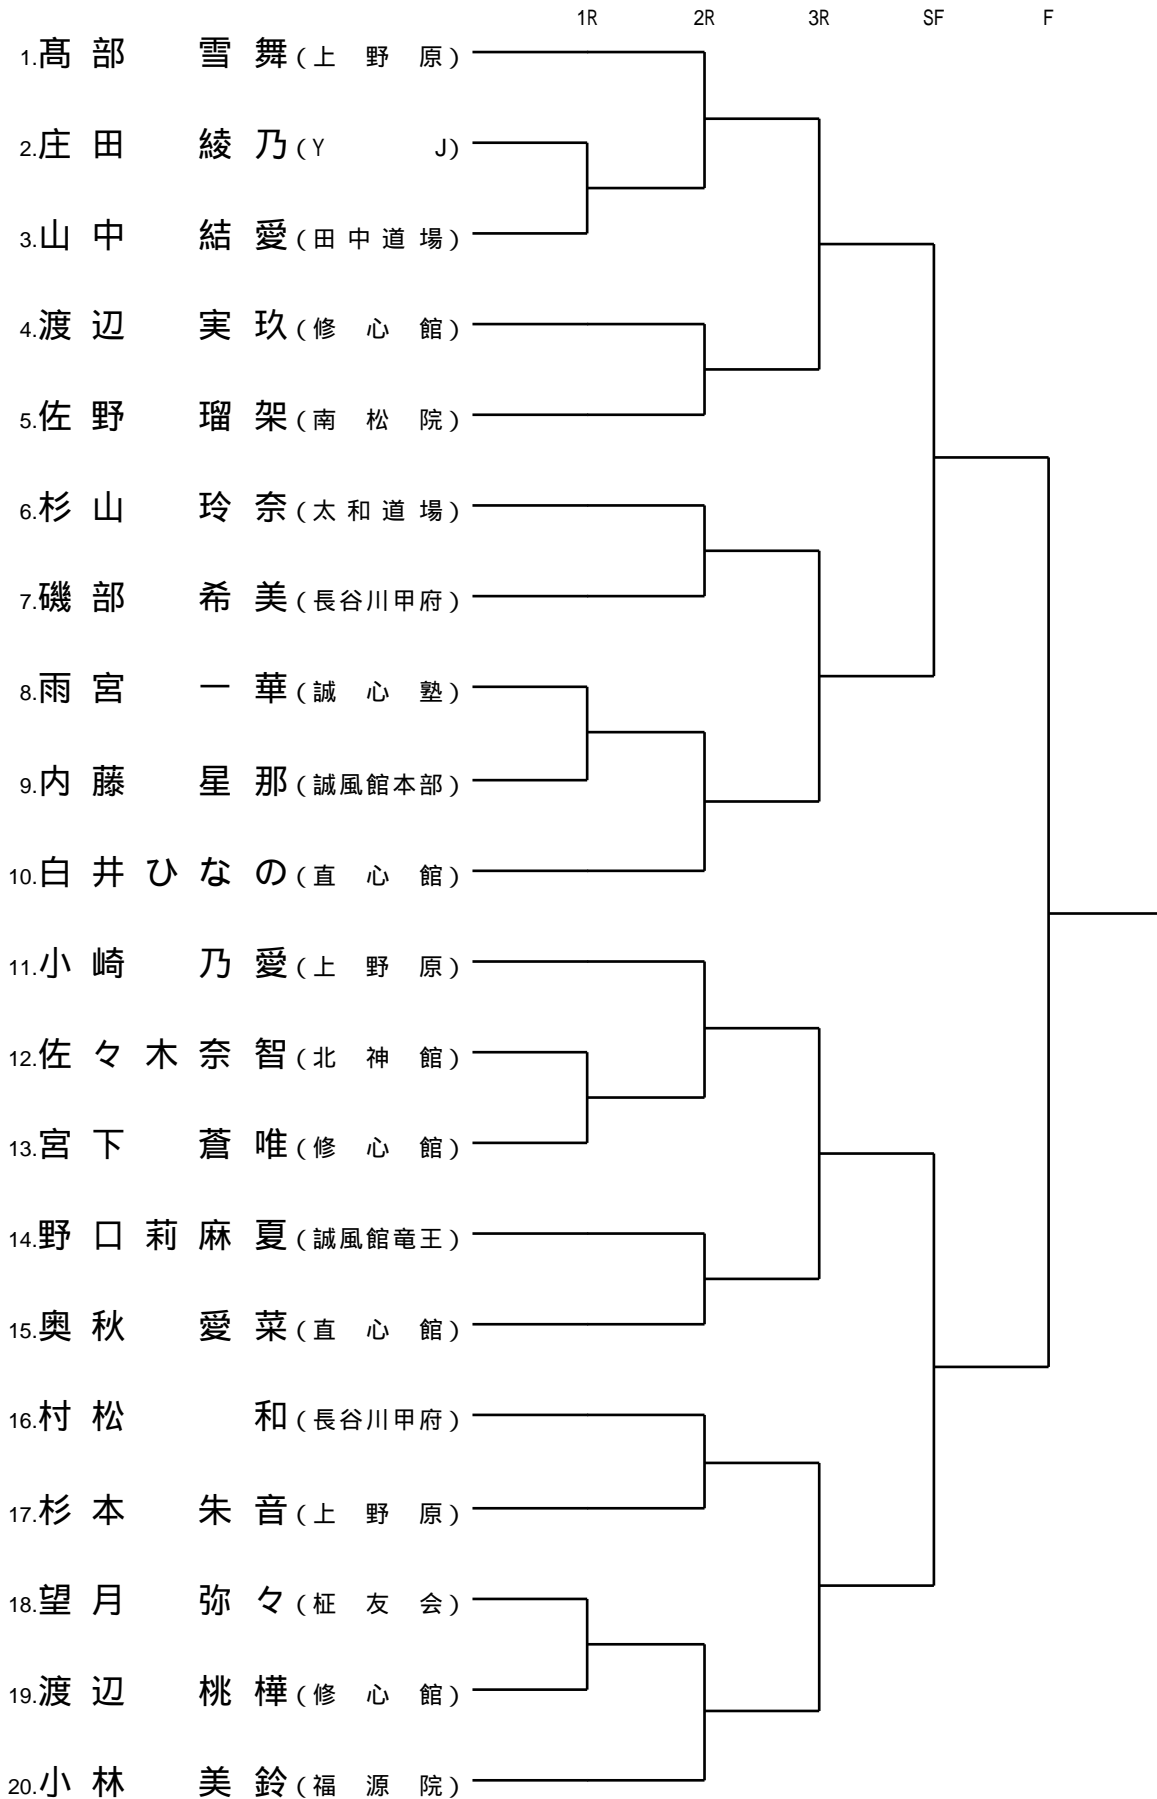 1R 2R 3R SF F
1.髙部 雪舞(上野原)
2.庄田 綾乃(YJ)
3.山中 結愛(田中道場)
4.渡辺 実玖(修心館)
5.佐野 瑠架(南松院)
6.杉山 玲奈(太和道場)
7.磯部 希美(長谷川甲府)
8.雨宮 一華(誠心塾)
9.内藤 星那(誠風館本部)
10.白井ひなの(直心館)
11.小崎 乃愛(上野原)
12.佐々木奈智(北神館)
13.宮下 蒼唯(修心館)
14.野口莉麻夏(誠風館竜王)
15.奥秋 愛菜(直心館)
16.村松 和(長谷川甲府)
17.杉本 朱音(上野原)
18.望月 弥々(柾友会)
19.渡辺 桃樺(修心館)
20.小林 美鈴(福源院)